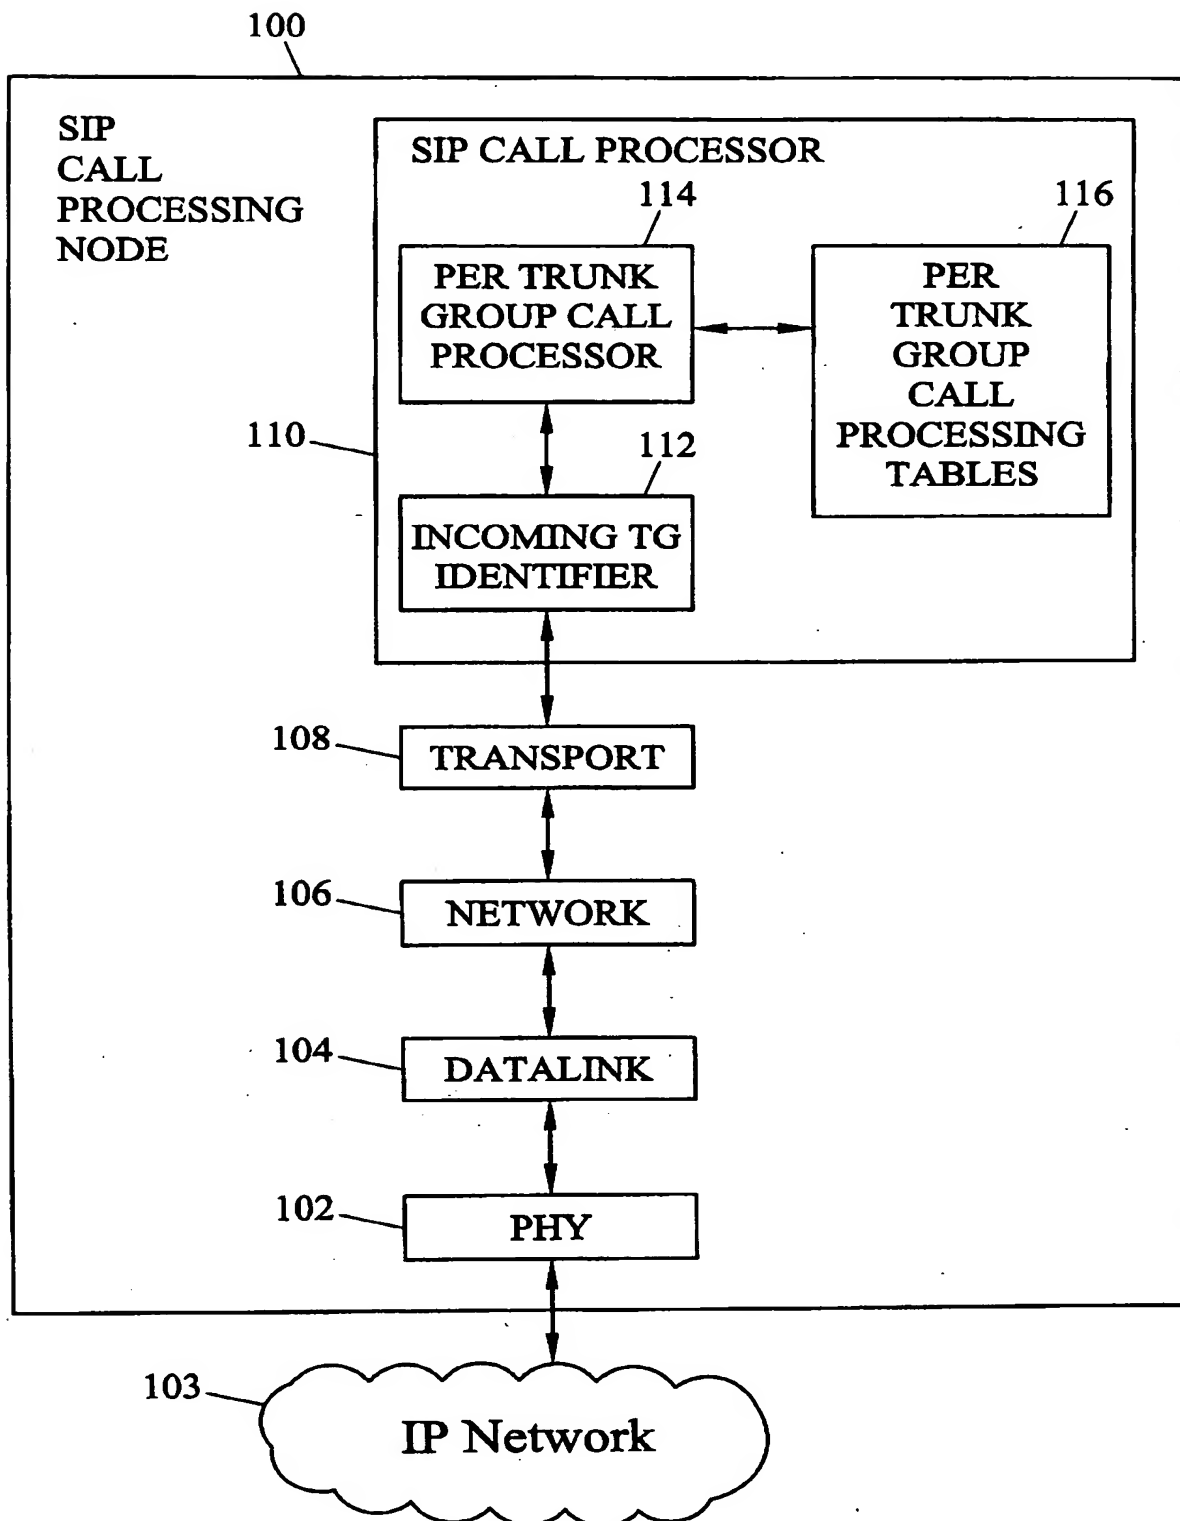 100
SIP
CALL
PROCESSING
NODE
SIP CALL PROCESSOR
114
116
PER TRUNK
GROUP CALL
PROCESSOR
PER
TRUNK
GROUP
CALL
PROCESSING
TABLES
110
112
INCOMING TG
IDENTIFIER
108
TRANSPORT
106
NETWORK
104
DATALINK
102
PHY
103
IP Network